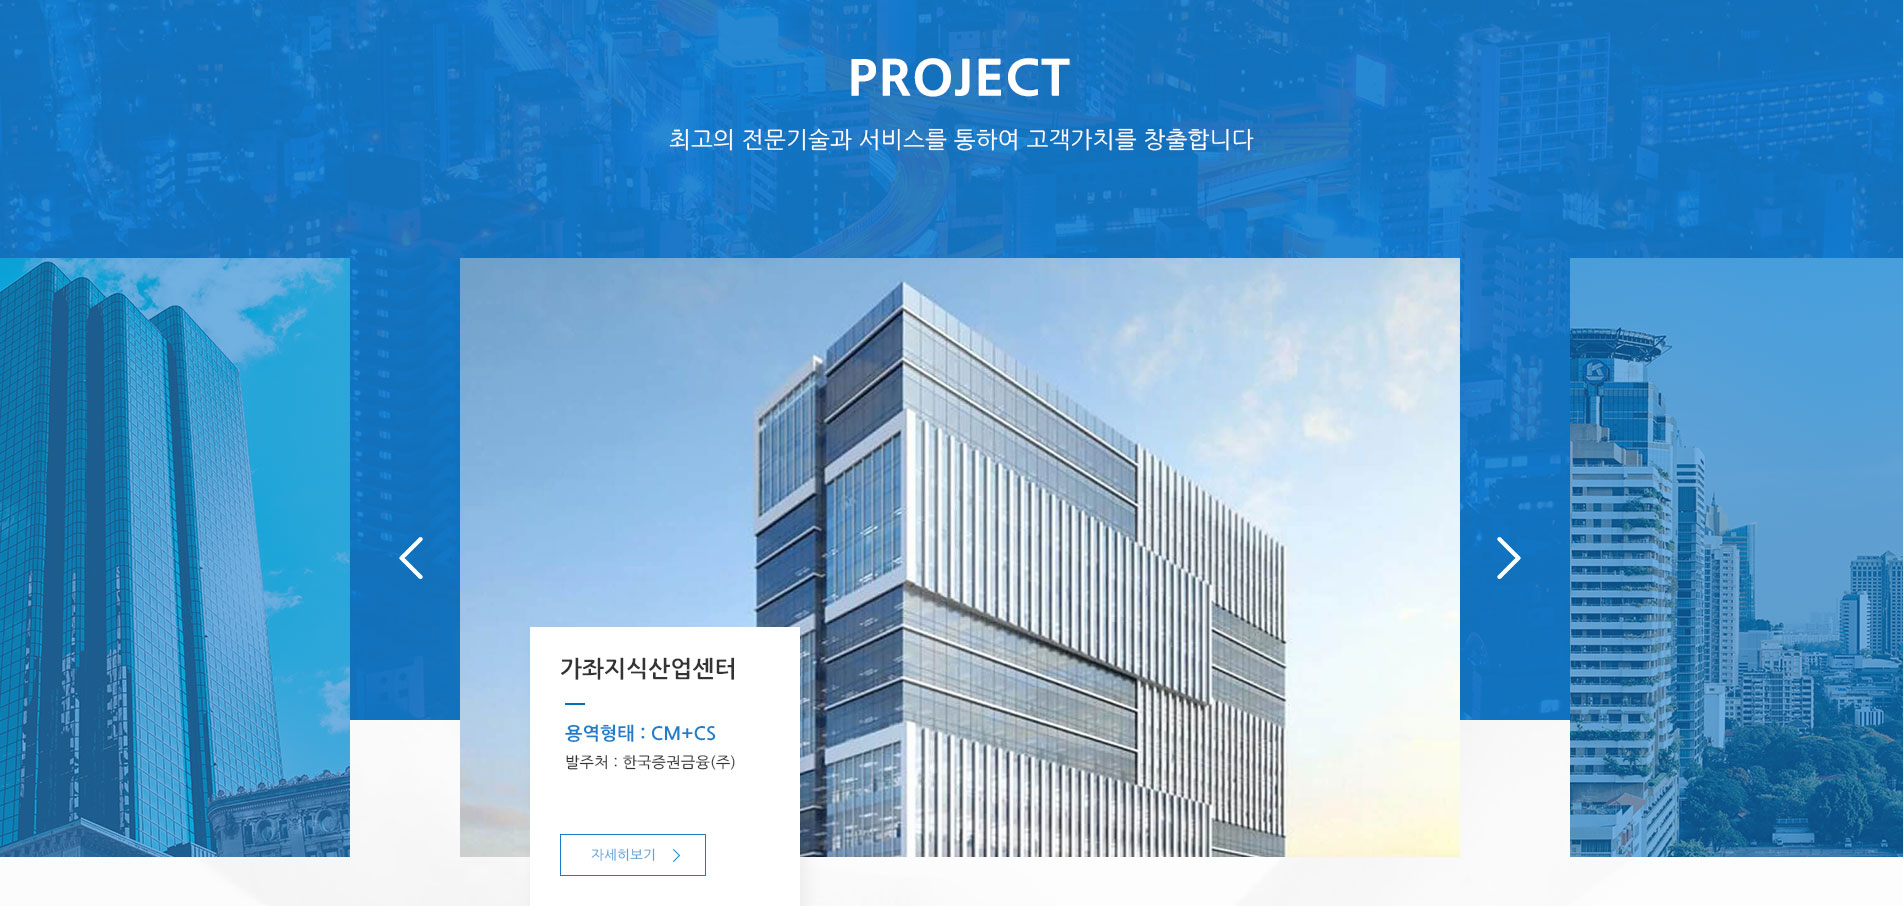 PROJECT
최고의 전문기술과 서비스를 통하여 고객가치를 창출합니다
가좌지식산업센터
용역형태 : CM+CS
발주처 : 한국증권금융(주)
자세히보기